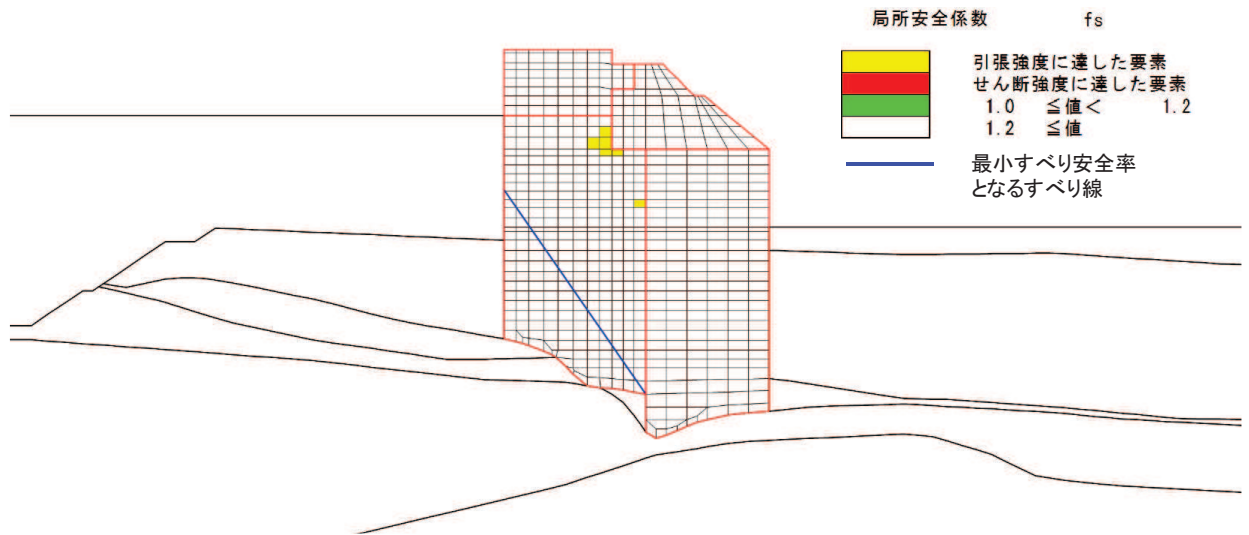 局所安全係数 fs
引張強度に達した要素
せん断強度に達した要素
1.0 ≦値< 1.2
1.2 ≦値
最小すべり安全率
となるすべり線